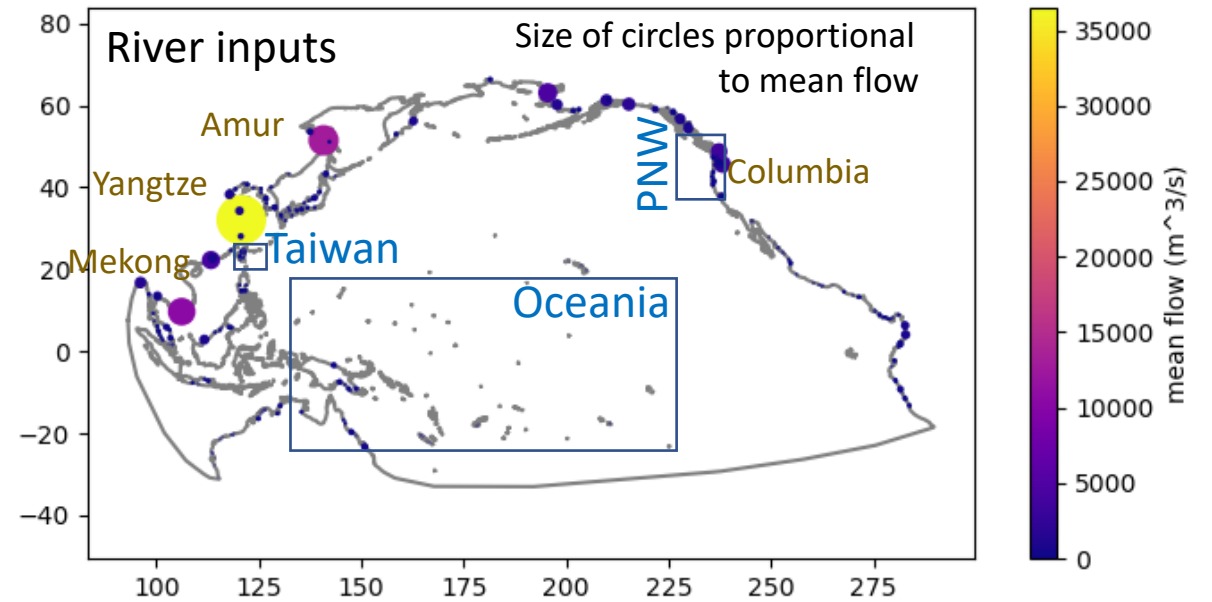 River inputs
Size of circles proportional
to mean flow
Amur
Yangtze
Mekong
Taiwan
Oceania
PNW
Columbia
80
60
40
20
0
−20
−40
100
125
150
175
200
225
250
275
35000
30000
25000
20000
15000
10000
5000
0
mean flow (m^3/s)